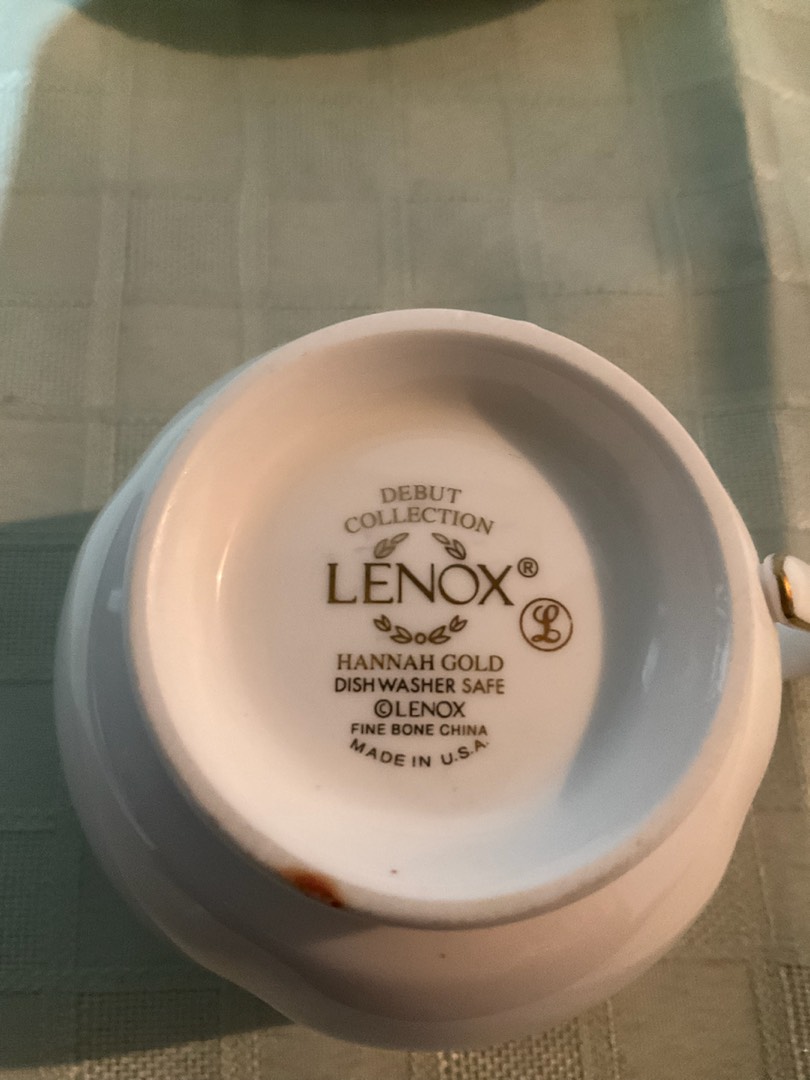 DEBUT
COLLECTION
LENOX®
L
HANNAH GOLD
DISHWASHER SAFE
©LENOX
FINE BONE CHINA
MADE IN U.S.A.